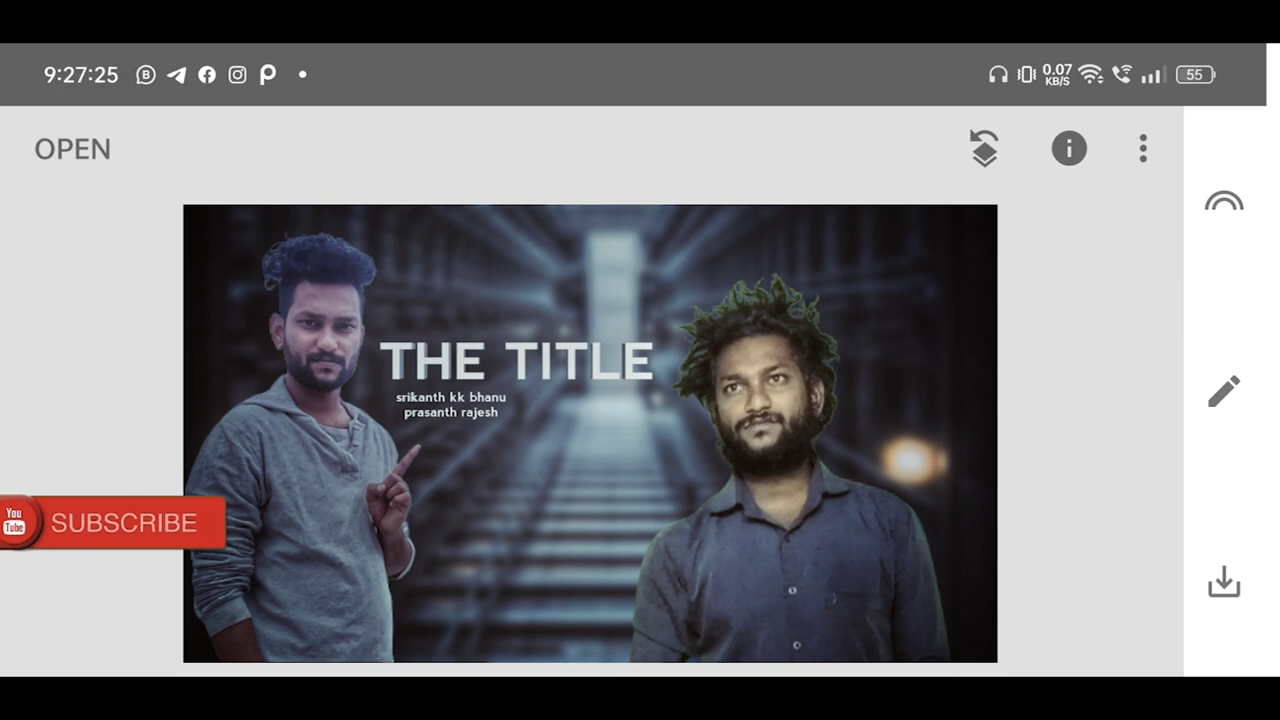 9:27:25
0.07
KB/S
55
OPEN
THE TITLE
srikanth kk bhanu
prasanth rajesh
You
Tube
SUBSCRIBE